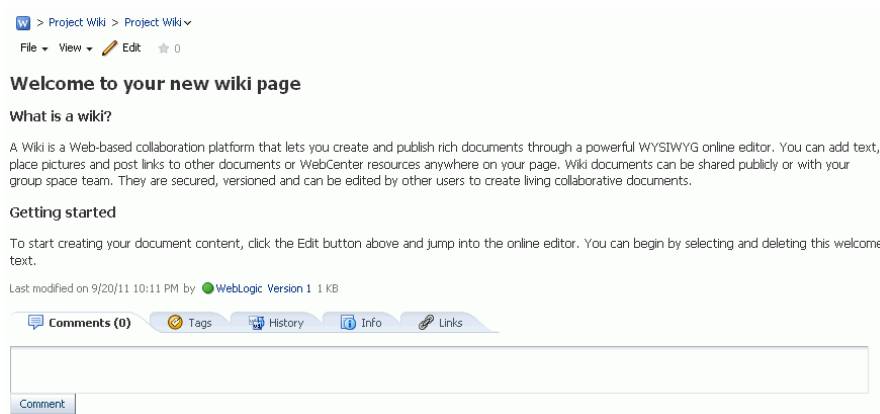 W > Project Wiki > Project Wiki
File View Edit 0
Welcome to your new wiki page
What is a wiki?
A Wiki is a Web-based collaboration platform that lets you create and publish rich documents through a powerful WYSIWYG online editor. You can add text,
place pictures and post links to other documents or WebCenter resources anywhere on your page. Wiki documents can be shared publicly or with your
group space team. They are secured, versioned and can be edited by other users to create living collaborative documents.
Getting started
To start creating your document content, click the Edit button above and jump into the online editor. You can begin by selecting and deleting this welcome
text.
Last modified on 9/20/11 10:11 PM by WebLogic Version 1 1 KB
Comments (0) Tags History Info Links
Comment